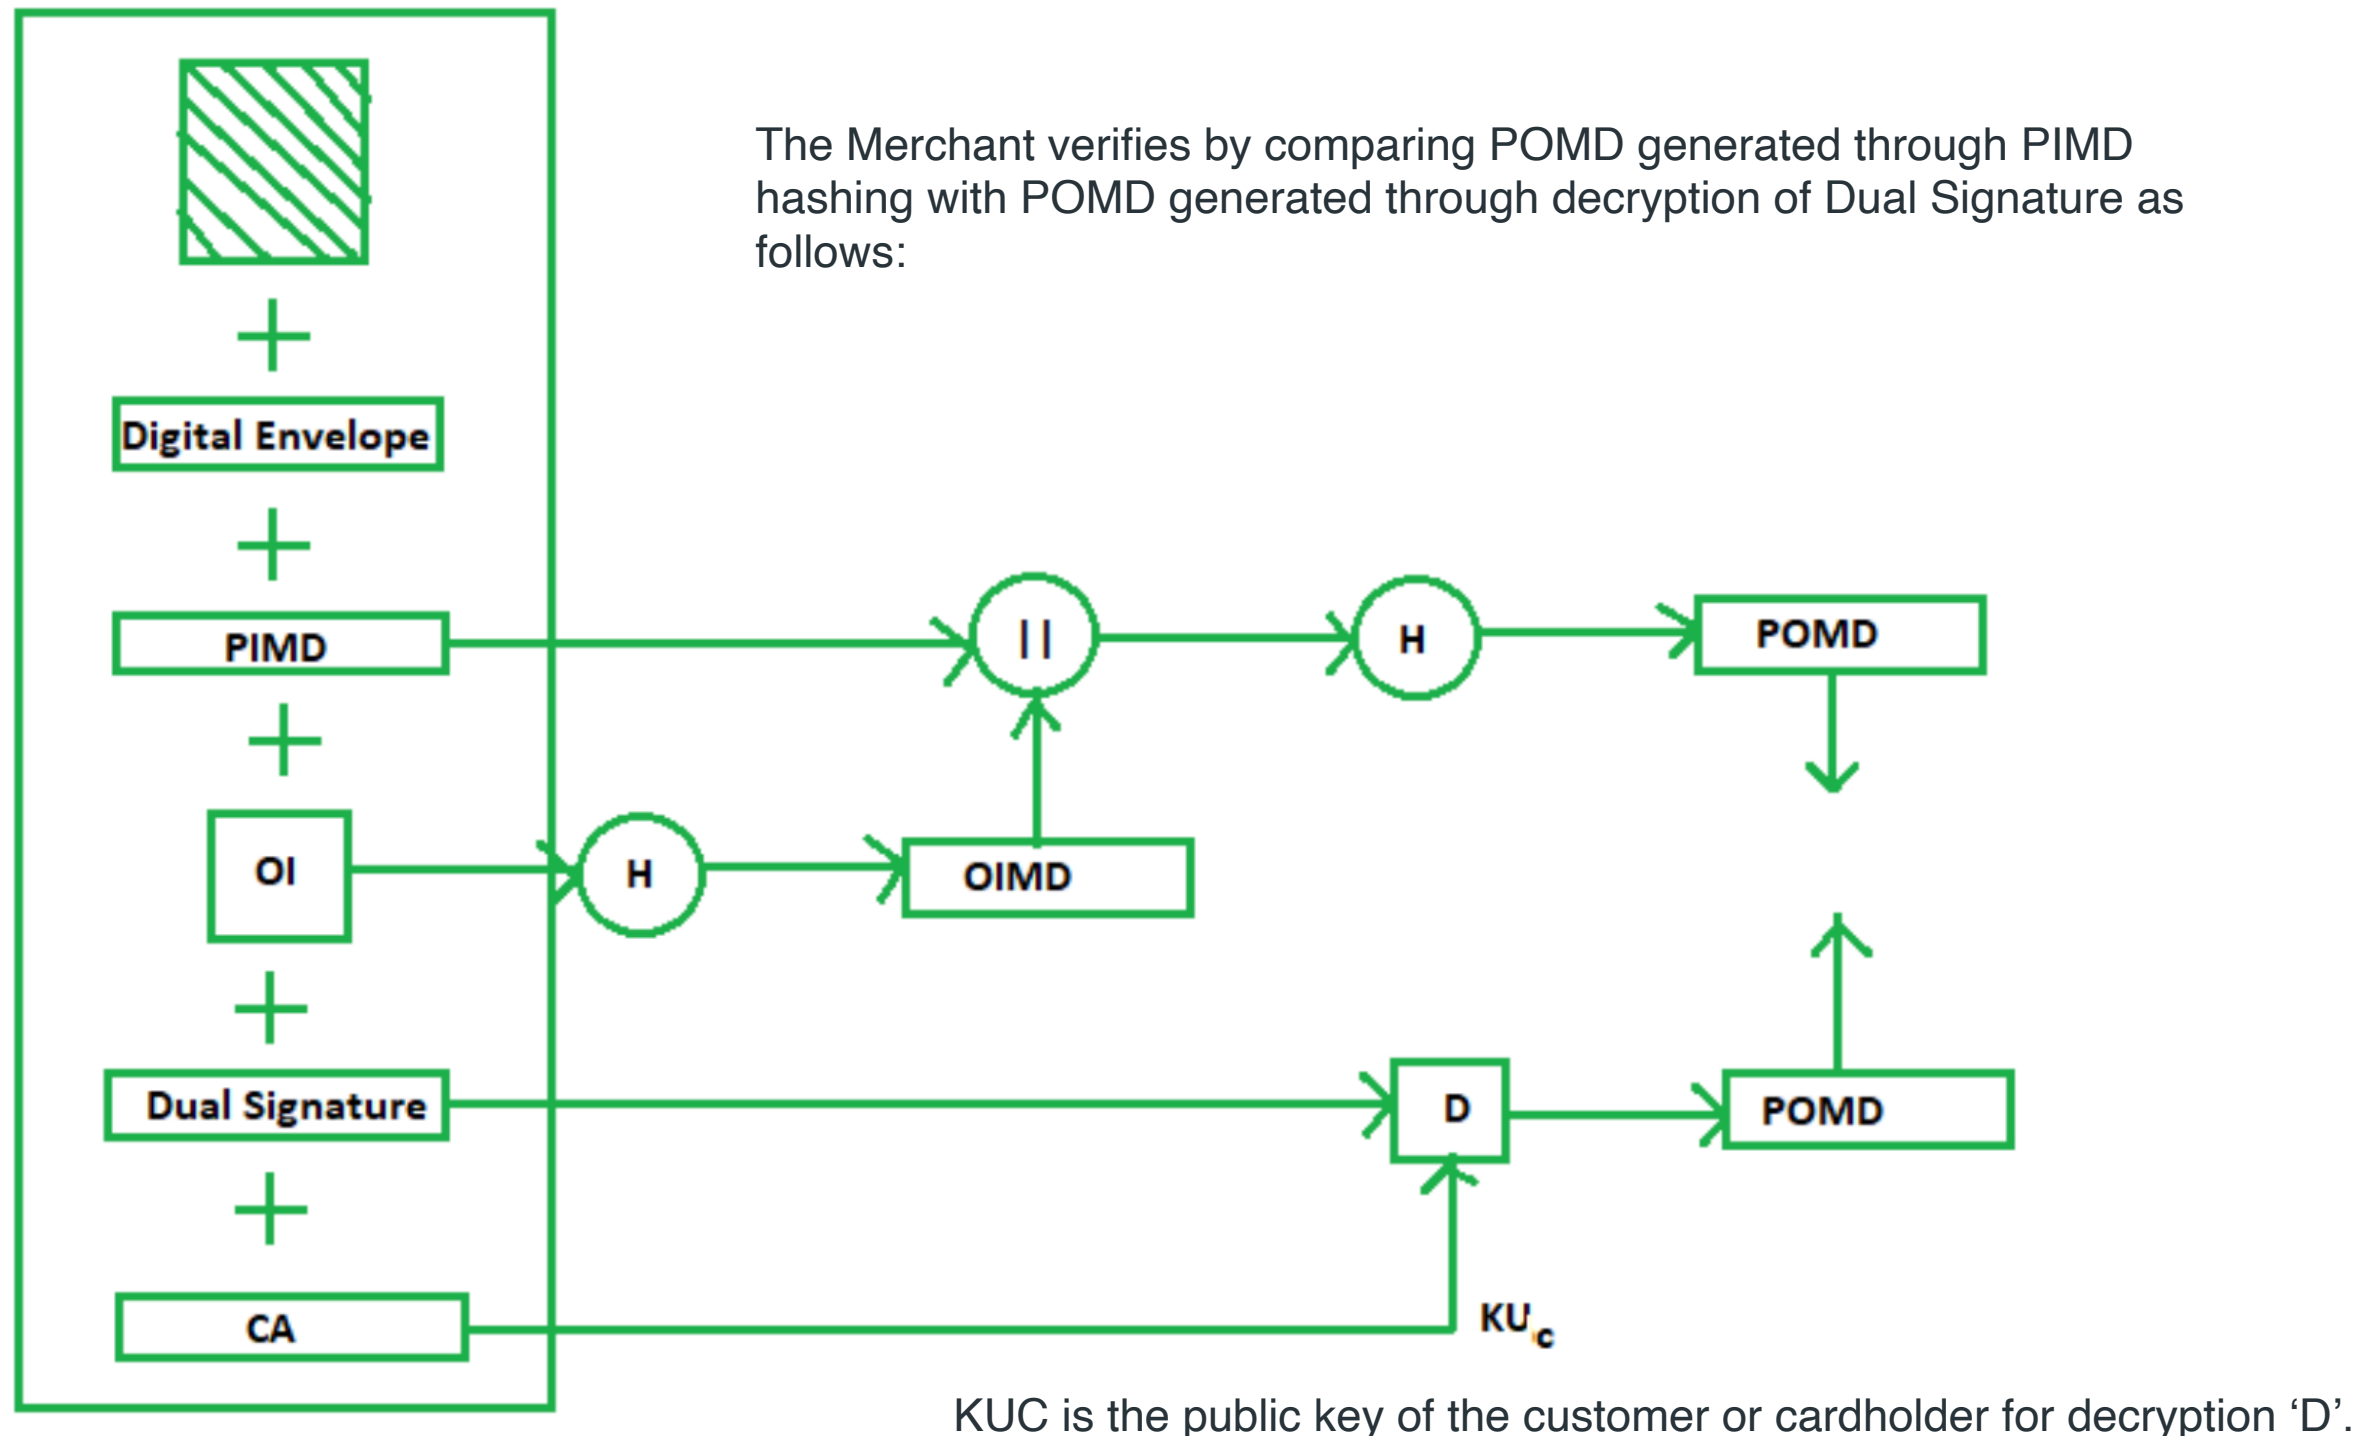 The Merchant verifies by comparing POMD generated through PIMD
hashing with POMD generated through decryption of Dual Signature as
follows:
Digital Envelope
PIMD
||
H
POMD
OI
H
OIMD
Dual Signature
D
POMD
CA
KUc
KUC is the public key of the customer or cardholder for decryption ‘D’.